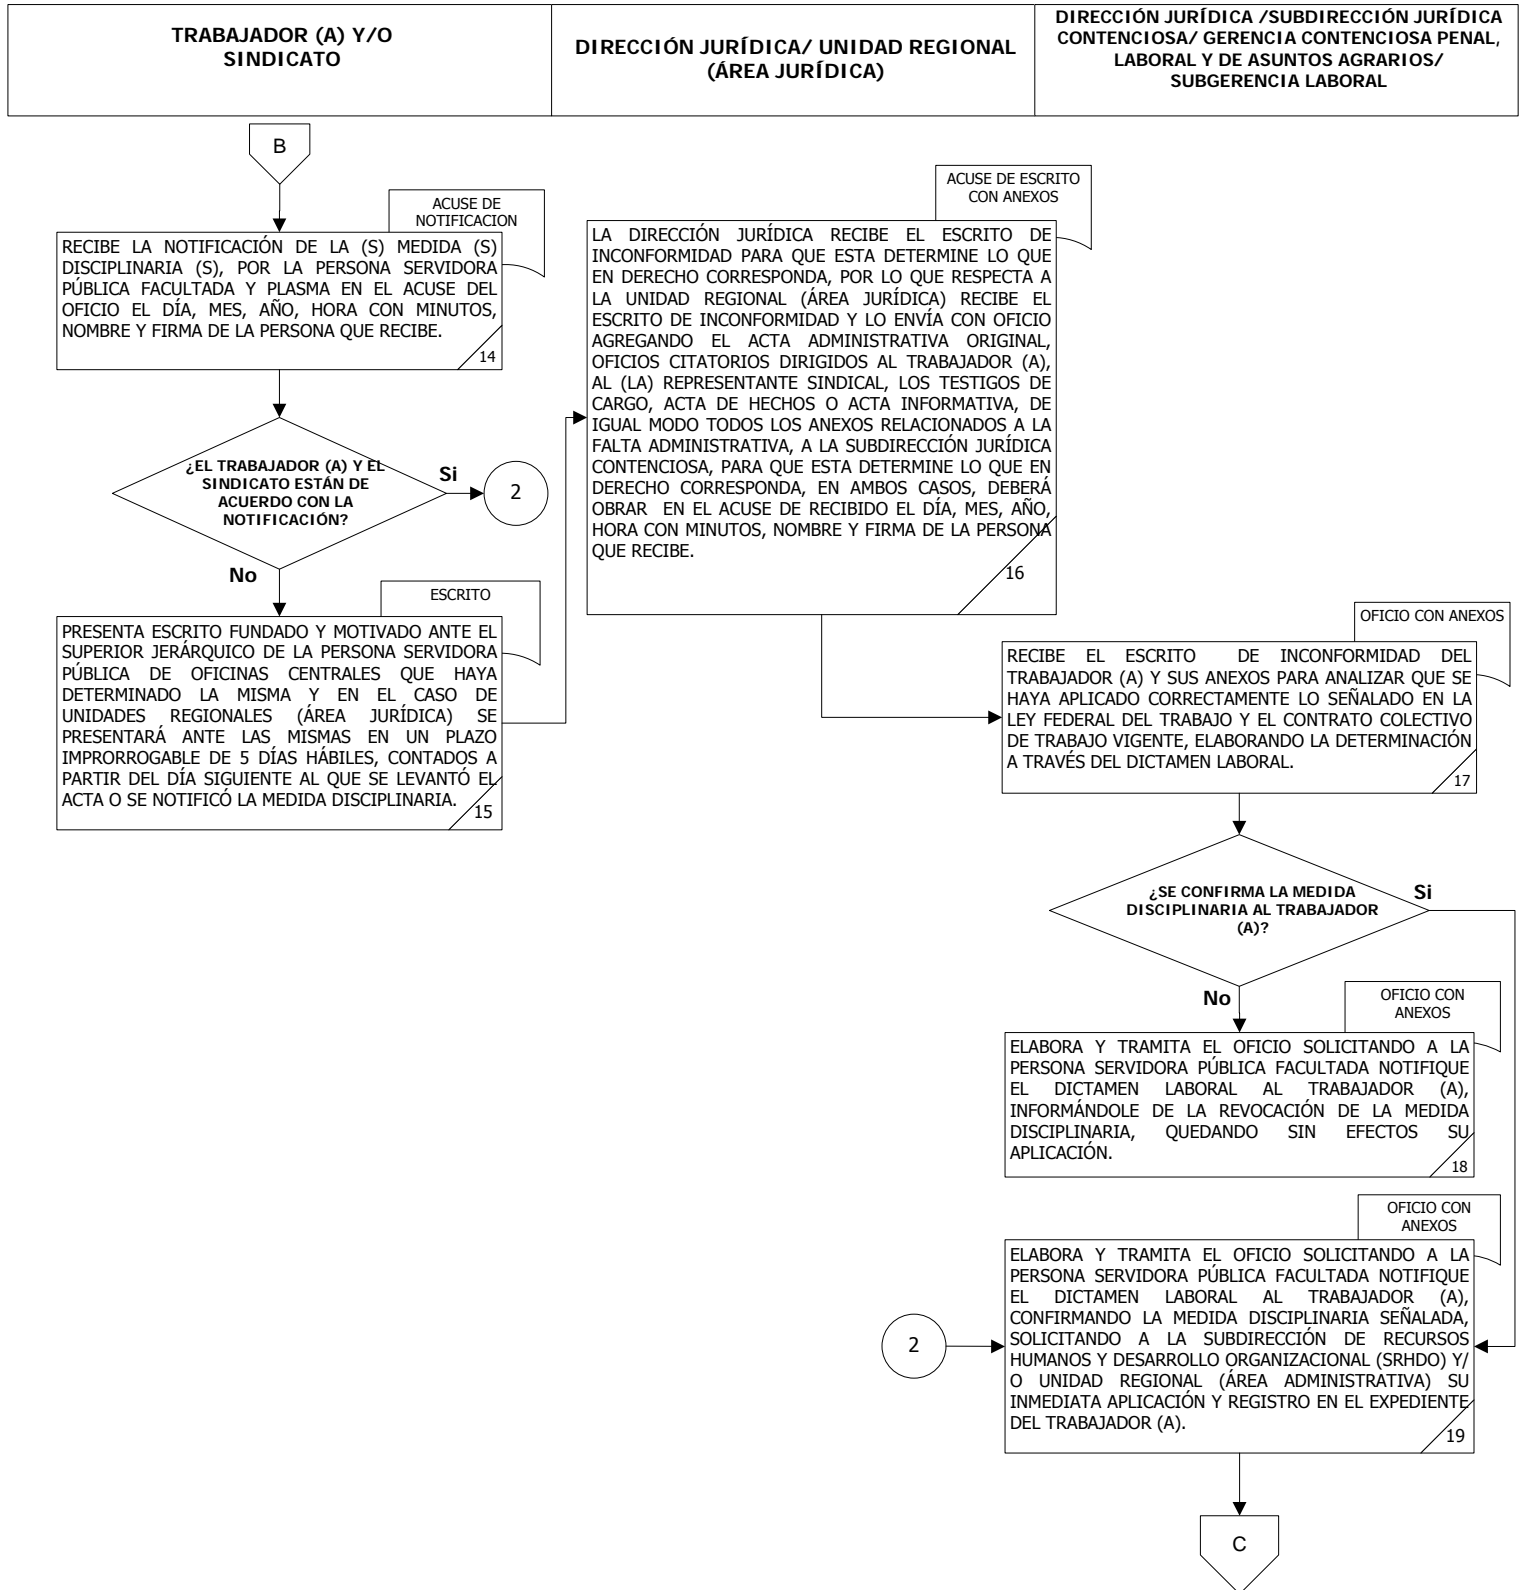 TRABAJADOR (A) Y/O
SINDICATO
DIRECCIÓN JURÍDICA/ UNIDAD REGIONAL
(ÁREA JURÍDICA)
DIRECCIÓN JURÍDICA /SUBDIRECCIÓN JURÍDICA
CONTENCIOSA/ GERENCIA CONTENCIOSA PENAL,
LABORAL Y DE ASUNTOS AGRARIOS/
SUBGERENCIA LABORAL
B
ACUSE DE
NOTIFICACION
RECIBE LA NOTIFICACIÓN DE LA (S) MEDIDA (S)
DISCIPLINARIA (S), POR LA PERSONA SERVIDORA
PÚBLICA FACULTADA Y PLASMA EN EL ACUSE DEL
OFICIO EL DÍA, MES, AÑO, HORA CON MINUTOS,
NOMBRE Y FIRMA DE LA PERSONA QUE RECIBE.
14
¿EL TRABAJADOR (A) Y EL
SINDICATO ESTÁN DE
ACUERDO CON LA
NOTIFICACIÓN?
Si
2
No
ESCRITO
PRESENTA ESCRITO FUNDADO Y MOTIVADO ANTE EL
SUPERIOR JERÁRQUICO DE LA PERSONA SERVIDORA
PÚBLICA DE OFICINAS CENTRALES QUE HAYA
DETERMINADO LA MISMA Y EN EL CASO DE
UNIDADES REGIONALES (ÁREA JURÍDICA) SE
PRESENTARÁ ANTE LAS MISMAS EN UN PLAZO
IMPRORROGABLE DE 5 DÍAS HÁBILES, CONTADOS A
PARTIR DEL DÍA SIGUIENTE AL QUE SE LEVANTÓ EL
ACTA O SE NOTIFICÓ LA MEDIDA DISCIPLINARIA.
15
ACUSE DE ESCRITO
CON ANEXOS
LA DIRECCIÓN JURÍDICA RECIBE EL ESCRITO DE
INCONFORMIDAD PARA QUE ESTA DETERMINE LO QUE
EN DERECHO CORRESPONDA, POR LO QUE RESPECTA A
LA UNIDAD REGIONAL (ÁREA JURÍDICA) RECIBE EL
ESCRITO DE INCONFORMIDAD Y LO ENVÍA CON OFICIO
AGREGANDO EL ACTA ADMINISTRATIVA ORIGINAL,
OFICIOS CITATORIOS DIRIGIDOS AL TRABAJADOR (A),
AL (LA) REPRESENTANTE SINDICAL, LOS TESTIGOS DE
CARGO, ACTA DE HECHOS O ACTA INFORMATIVA, DE
IGUAL MODO TODOS LOS ANEXOS RELACIONADOS A LA
FALTA ADMINISTRATIVA, A LA SUBDIRECCIÓN JURÍDICA
CONTENCIOSA, PARA QUE ESTA DETERMINE LO QUE EN
DERECHO CORRESPONDA, EN AMBOS CASOS, DEBERÁ
OBRAR EN EL ACUSE DE RECIBIDO EL DÍA, MES, AÑO,
HORA CON MINUTOS, NOMBRE Y FIRMA DE LA PERSONA
QUE RECIBE.
16
OFICIO CON ANEXOS
RECIBE EL ESCRITO DE INCONFORMIDAD DEL
TRABAJADOR (A) Y SUS ANEXOS PARA ANALIZAR QUE SE
HAYA APLICADO CORRECTAMENTE LO SEÑALADO EN LA
LEY FEDERAL DEL TRABAJO Y EL CONTRATO COLECTIVO
DE TRABAJO VIGENTE, ELABORANDO LA DETERMINACIÓN
A TRAVÉS DEL DICTAMEN LABORAL.
17
¿SE CONFIRMA LA MEDIDA
DISCIPLINARIA AL TRABAJADOR
(A)?
Si
No
OFICIO CON
ANEXOS
ELABORA Y TRAMITA EL OFICIO SOLICITANDO A LA
PERSONA SERVIDORA PÚBLICA FACULTADA NOTIFIQUE
EL DICTAMEN LABORAL AL TRABAJADOR (A),
INFORMÁNDOLE DE LA REVOCACIÓN DE LA MEDIDA
DISCIPLINARIA, QUEDANDO SIN EFECTOS SU
APLICACIÓN.
18
OFICIO CON
ANEXOS
ELABORA Y TRAMITA EL OFICIO SOLICITANDO A LA
PERSONA SERVIDORA PÚBLICA FACULTADA NOTIFIQUE
EL DICTAMEN LABORAL AL TRABAJADOR (A),
CONFIRMANDO LA MEDIDA DISCIPLINARIA SEÑALADA,
SOLICITANDO A LA SUBDIRECCIÓN DE RECURSOS
HUMANOS Y DESARROLLO ORGANIZACIONAL (SRHDO) Y/
O UNIDAD REGIONAL (ÁREA ADMINISTRATIVA) SU
INMEDIATA APLICACIÓN Y REGISTRO EN EL EXPEDIENTE
DEL TRABAJADOR (A).
19
2
C